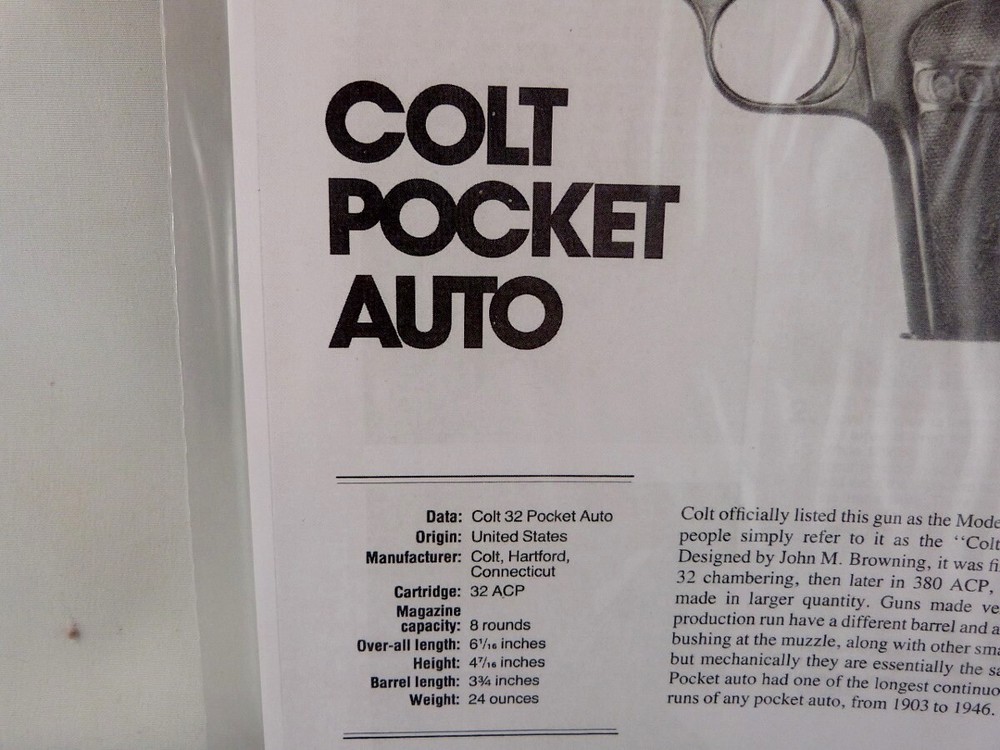 COLT
POCKET
AUTO
Data: Colt 32 Pocket Auto
Origin: United States
Manufacturer: Colt, Hartford,
Connecticut
Cartridge: 32 ACP
Magazine
capacity: 8 rounds
Over-all length: 6 1/16 inches
Height: 4 7/16 inches
Barrel length: 3¾ inches
Weight: 24 ounces
Colt officially listed this gun as the
people simply refer to it as the “Colt
Designed by John M. Browning, it was
32 chambering, then later in 380 ACP,
made in larger quantity. Guns made
production run have a different barrel and
bushing at the muzzle, along with other
but mechanically they are essentially the
Pocket auto had one of the longest
runs of any pocket auto, from 1903 to 1946.